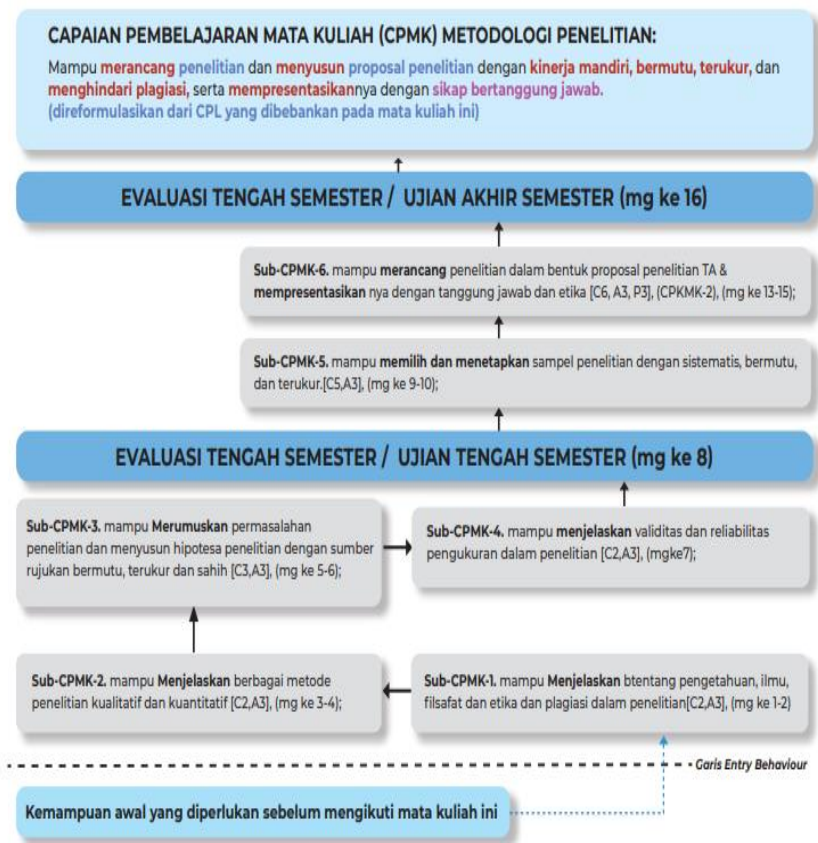 CAPAIAN PEMBELAJARAN MATA KULIAH (CPMK) METODOLOGI PENELITIAN:
Mampu merancang penelitian dan menyusun proposal penelitian dengan kinerja mandiri, bermutu, terukur, dan
menghindari plagiasi, serta mempresentasikannya dengan sikap bertanggung jawab.
(direformulasikan dari CPL yang dibebankan pada mata kuliah ini)
EVALUASI TENGAH SEMESTER / UJIAN AKHIR SEMESTER (mg ke 16)
Sub-CPMK-6. mampu merancang penelitian dalam bentuk proposal penelitian TA &
mempresentasikan nya dengan tanggung jawab dan etika [C6, A3, P3], (CPKMK-2), (mg ke 13-15);
Sub-CPMK-5. mampu memilih dan menetapkan sampel penelitian dengan sistematis, bermutu,
dan terukur.[C5,A3], (mg ke 9-10);
EVALUASI TENGAH SEMESTER / UJIAN TENGAH SEMESTER (mg ke 8)
Sub-CPMK-3. mampu Merumuskan permasalahan
penelitian dan menyusun hipotesa penelitian dengan sumber
rujukan bermutu, terukur dan sahih [C3,A3], (mg ke 5-6);
Sub-CPMK-4. mampu menjelaskan validitas dan reliabilitas
pengukuran dalam penelitian [C2,A3], (mgke7);
Sub-CPMK-2. mampu Menjelaskan berbagai metode
penelitian kualitatif dan kuantitatif [C2,A3], (mg ke 3-4);
Sub-CPMK-1. mampu Menjelaskan btentang pengetahuan, ilmu,
filsafat dan etika dan plagiasi dalam penelitian[C2,A3], (mg ke 1-2)
Garis Entry Behaviour
Kemampuan awal yang diperlukan sebelum mengikuti mata kuliah ini